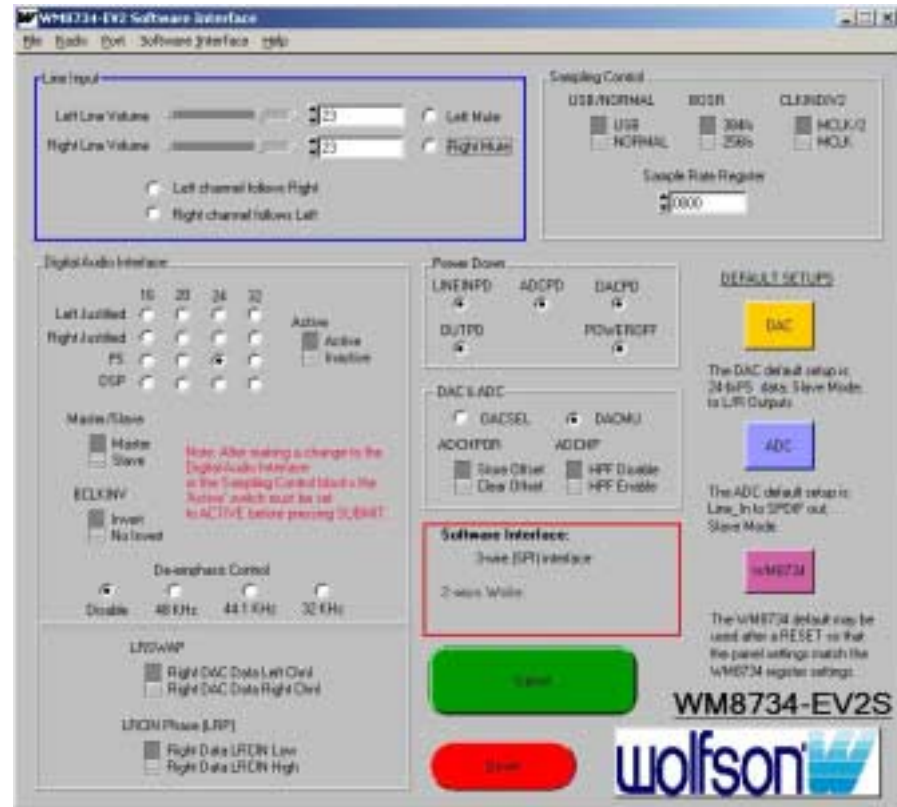 WM8734-EV2 Software Interface
File Radio Port Software Interface Help
Line Input
Left Line Volume 23 Left Mute
Right Line Volume 23 Right Mute
Left channel follows Right
Right channel follows Left
Sampling Control
USB/NORMAL BOSR CLKINDIV2
USB 384fs MCLK/2
NORMAL 256fs MCLK
Sample Rate Register
0000
Digital Audio Interface
16 20 24 32
Left Justified
Right Justified
I²S
DSP
Active
Active
Inactive
Master/Slave
Master
Slave
Note: After making a change to the
Digital Audio Interface
or the Sampling Control blocks the
'Active' switch must be set
to ACTIVE before pressing SUBMIT.
BCLKINV
Invert
No Invert
De-emphasis Control
Disable 48 KHz 44.1 KHz 32 KHz
LRSWAP
Right DAC Data Left Chnl
Right DAC Data Right Chnl
LRCIN Phase (LRP)
Right Data LRCIN Low
Right Data LRCIN High
Power Down
LINEINPD ADCPD DACPD
OUTPD POWEROFF
DAC & ADC
DACSEL DACMU
ADCHPOR ADCHP
Store Offset HPF Disable
Clear Offset HPF Enable
Software Interface:
3-wire (SPI) interface
Submit
Reset
DEFAULT SETUPS
DAC
The DAC default setup is:
24-bit I²S data, Slave Mode,
to L/R Outputs
ADC
The ADC default setup is:
Line_In to SPDIF out,
Slave Mode.
WM8734
The WM8734 default may be
used after a RESET so that
the panel settings match the
WM8734 register settings.
WM8734-EV2S
wolfson